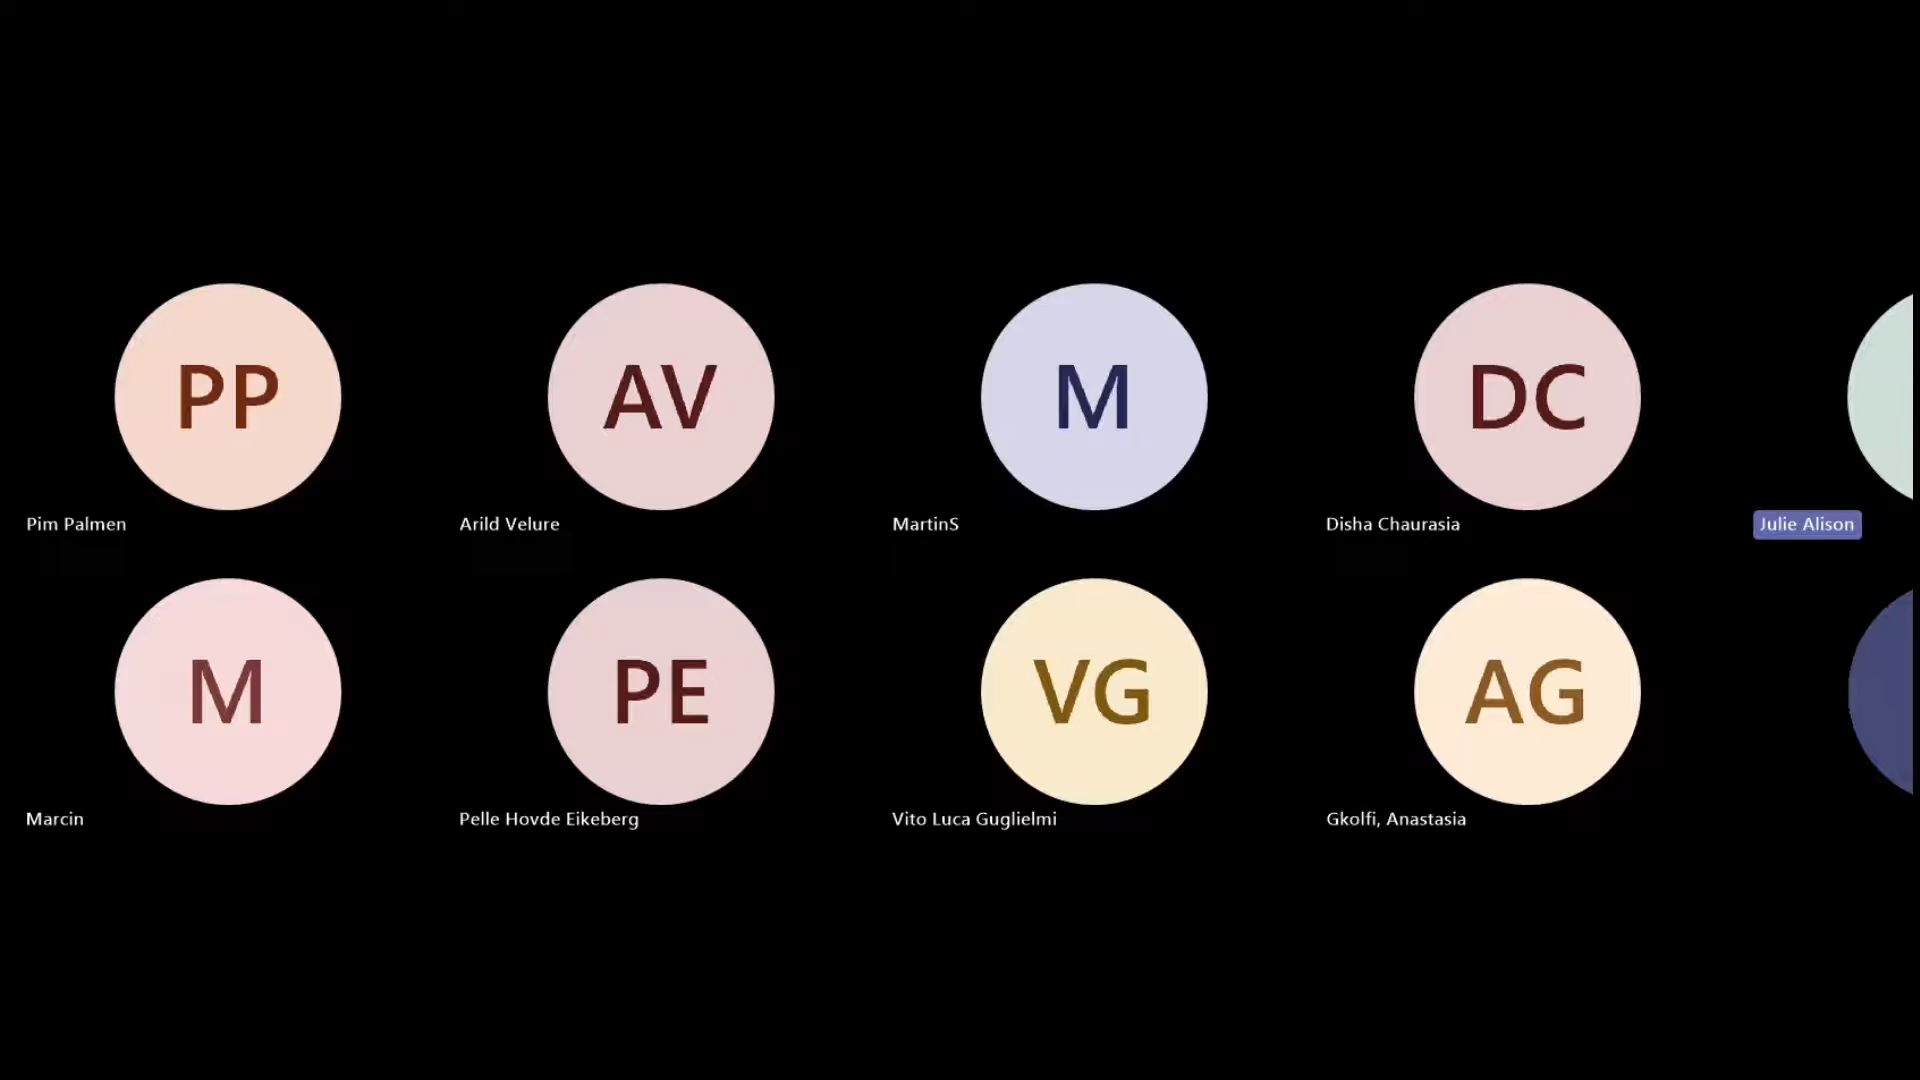 PP
AV
M
DC
Pim Palmen
Arild Velure
MartinS
Disha Chaurasia
Julie Alison
M
PE
VG
AG
Marcin
Pelle Hovde Eikeberg
Vito Luca Guglielmi
Gkolfi, Anastasia